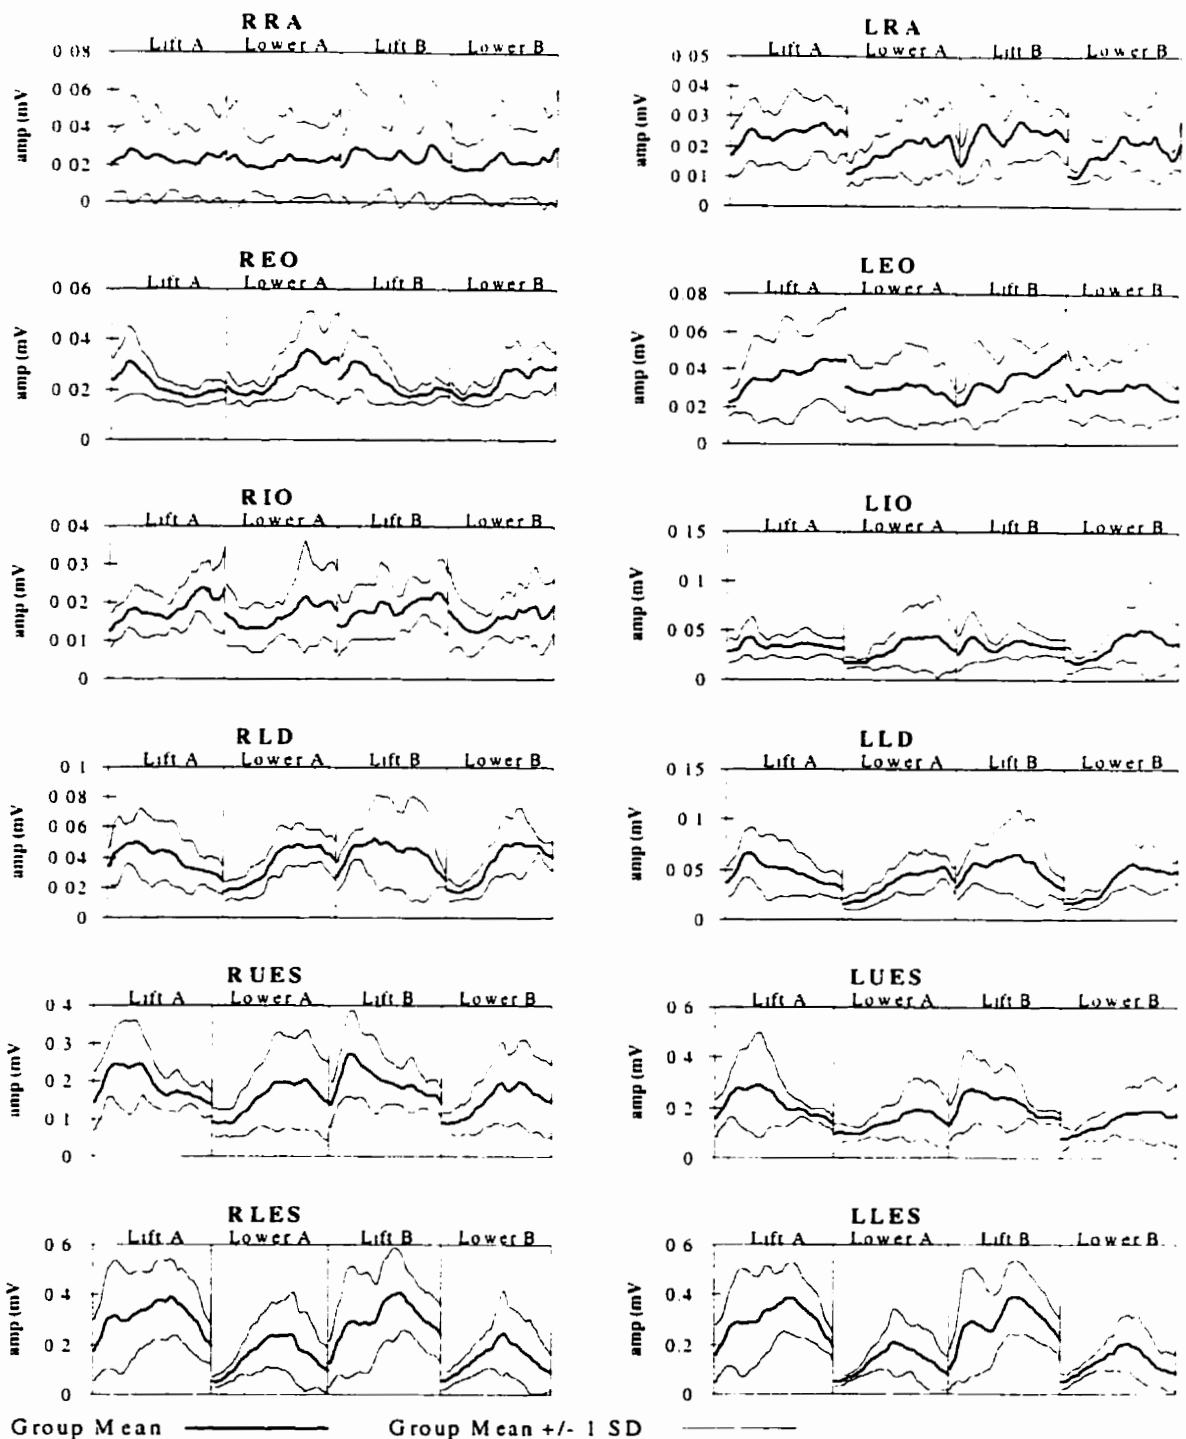 RRA
Lift A Lower A Lift B Lower B
0 08
0 06
0 04
0 02
0
amp (mV
LRA
Lift A Lower A Lift B Lower B
0 05
0 04
0 03
0 02
0 01
0
amp (mV
REO
Lift A Lower A Lift B Lower B
0 06
0 04
0 02
0
amp (mV
LEO
Lift A Lower A Lift B Lower B
0 08
0 06
0 04
0 02
0
amp (mV
RIO
Lift A Lower A Lift B Lower B
0 04
0 03
0 02
0 01
0
amp (mV
LIO
Lift A Lower A Lift B Lower B
0 15
0 1
0 05
0
amp (mV
RLD
Lift A Lower A Lift B Lower B
0 1
0 08
0 06
0 04
0 02
0
amp (mV
LLD
Lift A Lower A Lift B Lower B
0 15
0 1
0 05
0
amp (mV
RUES
Lift A Lower A Lift B Lower B
0 4
0 3
0 2
0 1
0
amp (mV
LUES
Lift A Lower A Lift B Lower B
0 6
0 4
0 2
0
amp (mV
RLES
Lift A Lower A Lift B Lower B
0 6
0 4
0 2
0
amp (mV
LLES
Lift A Lower A Lift B Lower B
0 6
0 4
0 2
0
amp (mV
Group Mean Group Mean +/- 1 SD